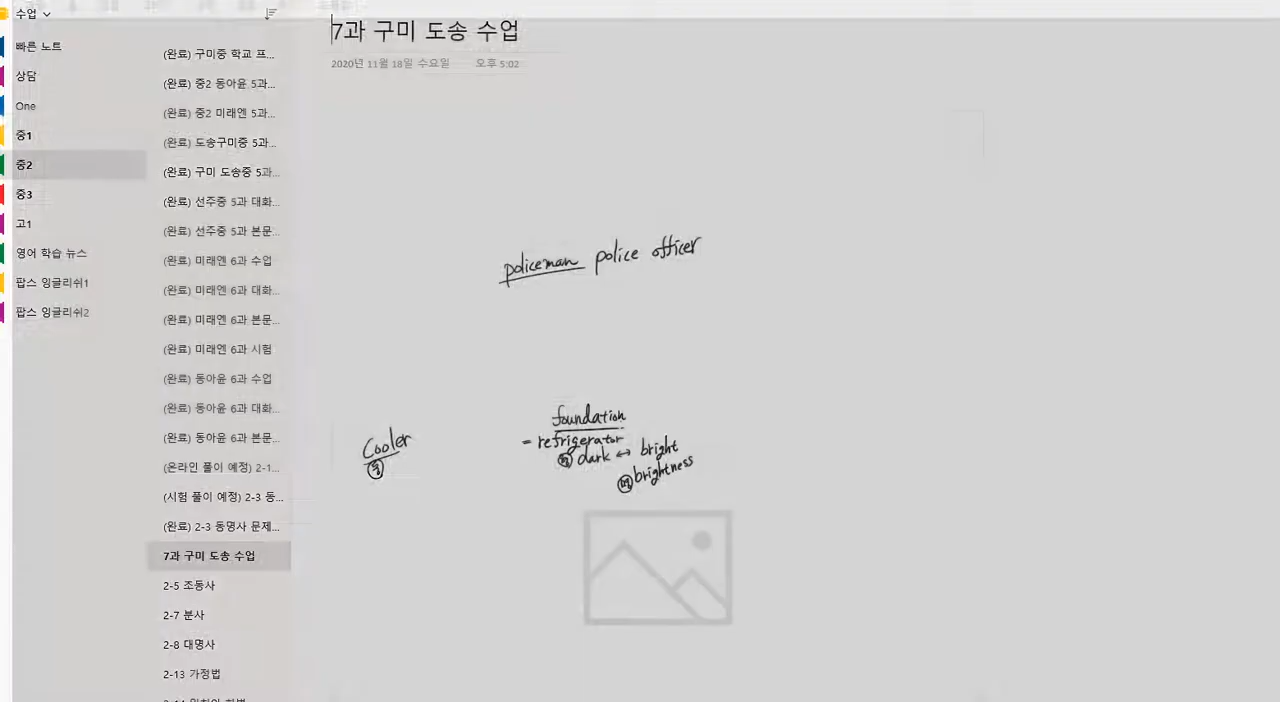 수업
빠른 노트
상담
One
중1
중2
중3
고1
영어 학습 뉴스
팝스 잉글리쉬1
팝스 잉글리쉬2
(완료) 구미중 학교 프...
(완료) 중2 동아윤 5과...
(완료) 중2 미래엔 5과...
(완료) 도송구미중 5과...
(완료) 구미 도송중 5과...
(완료) 선주중 5과 대화...
(완료) 선주중 5과 본문...
(완료) 미래엔 6과 수업
(완료) 미래엔 6과 대화...
(완료) 미래엔 6과 본문...
(완료) 미래엔 6과 시험
(완료) 동아윤 6과 수업
(완료) 동아윤 6과 대화...
(완료) 동아윤 6과 본문...
(온라인 풀이 예정) 2-1...
(시험 풀이 예정) 2-3 동...
(완료) 2-3 동명사 문제...
7과 구미 도송 수업
2-5 조동사
2-7 분사
2-8 대명사
2-13 가정법
7과 구미 도송 수업
2020년 11월 18일 수요일 오후 5:02
policeman police officer
foundation
= refrigerator
dark ↔ bright
brightness
Cooler